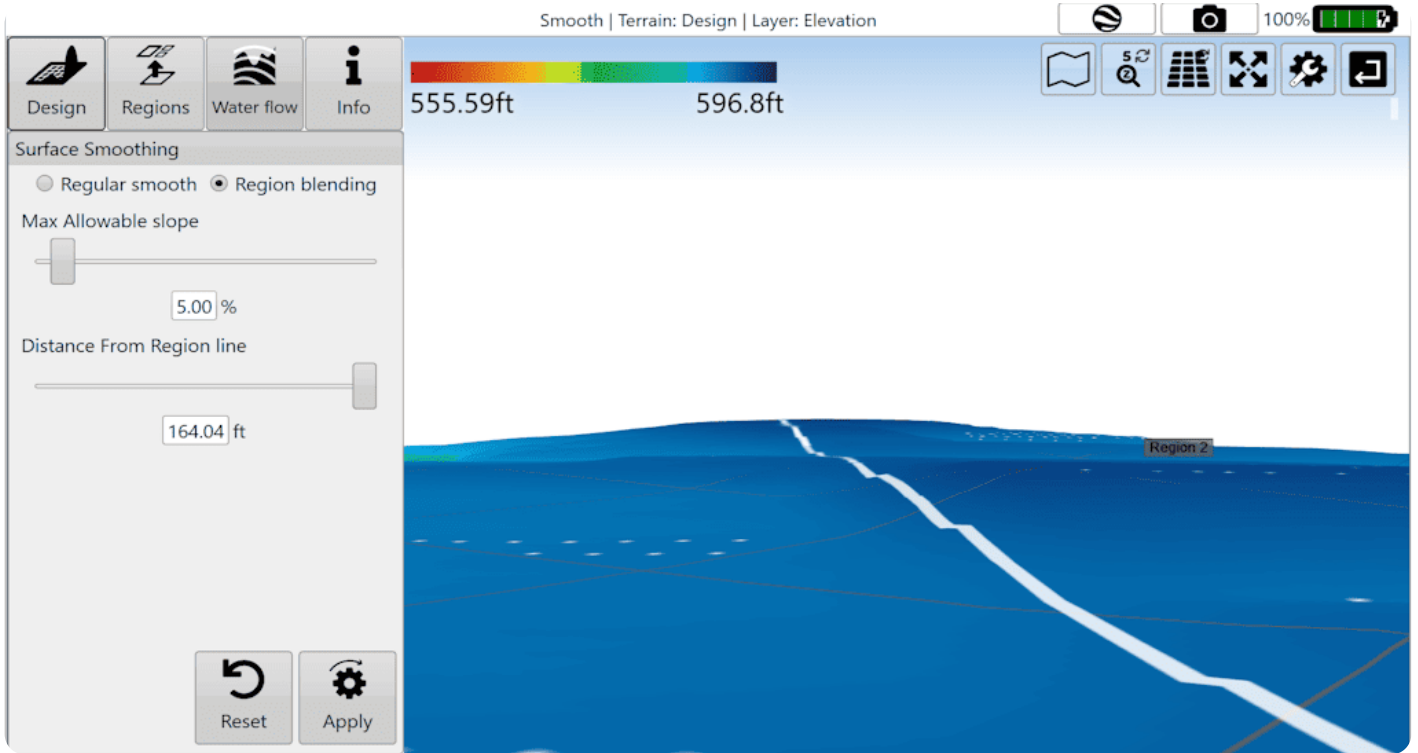 Smooth | Terrain: Design | Layer: Elevation
100%
Design
Regions
Water flow
Info
555.59ft
596.8ft
S
Z
Surface Smoothing
Regular smooth
Region blending
Max Allowable slope
5.00 %
Distance From Region line
164.04 ft
Region 2
Reset
Apply